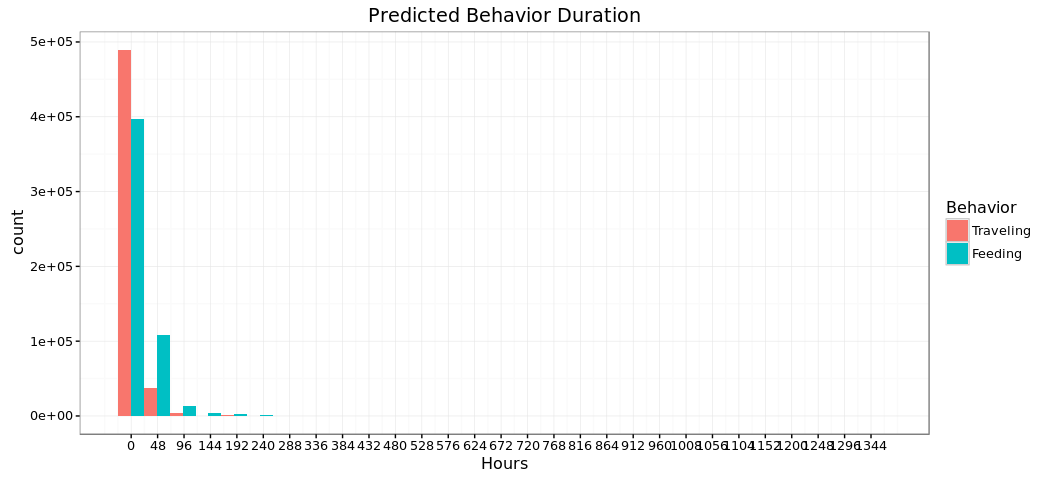 Predicted Behavior Duration
5e+05
4e+05
3e+05
2e+05
1e+05
0e+00
count
0 48 96 144 192 240 288 336 384 432 480 528 576 624 672 720 768 816 864 912 960 1008 1056 1104 1152 1200 1248 1296 1344
Hours
Behavior
Traveling
Feeding